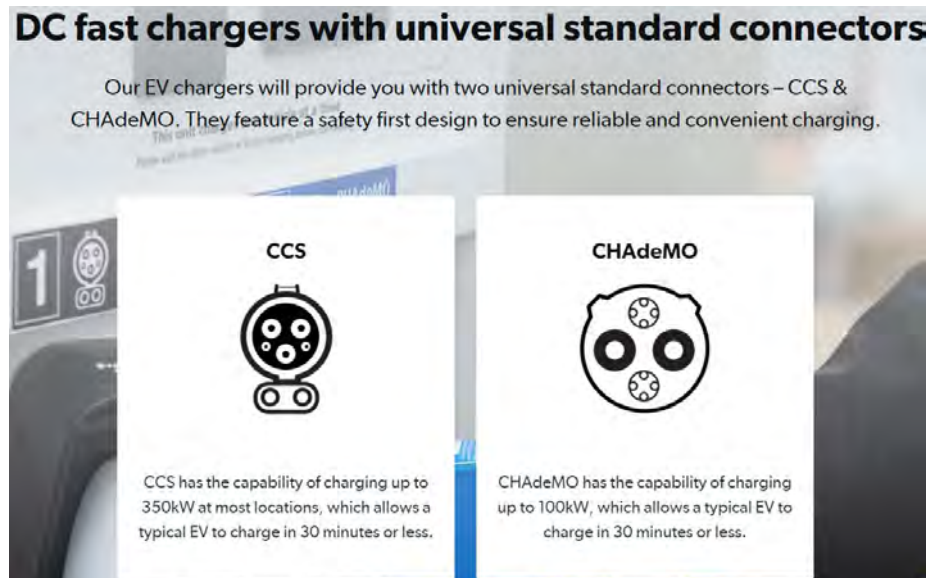 DC fast chargers with universal standard connectors
Our EV chargers will provide you with two universal standard connectors – CCS &
CHAdeMO. They feature a safety first design to ensure reliable and convenient charging.
This unit
CHAdeMO
1
CCS
CHAdeMO
CCS has the capability of charging up to
350kW at most locations, which allows a
typical EV to charge in 30 minutes or less.
CHAdeMO has the capability of charging
up to 100kW, which allows a typical EV to
charge in 30 minutes or less.